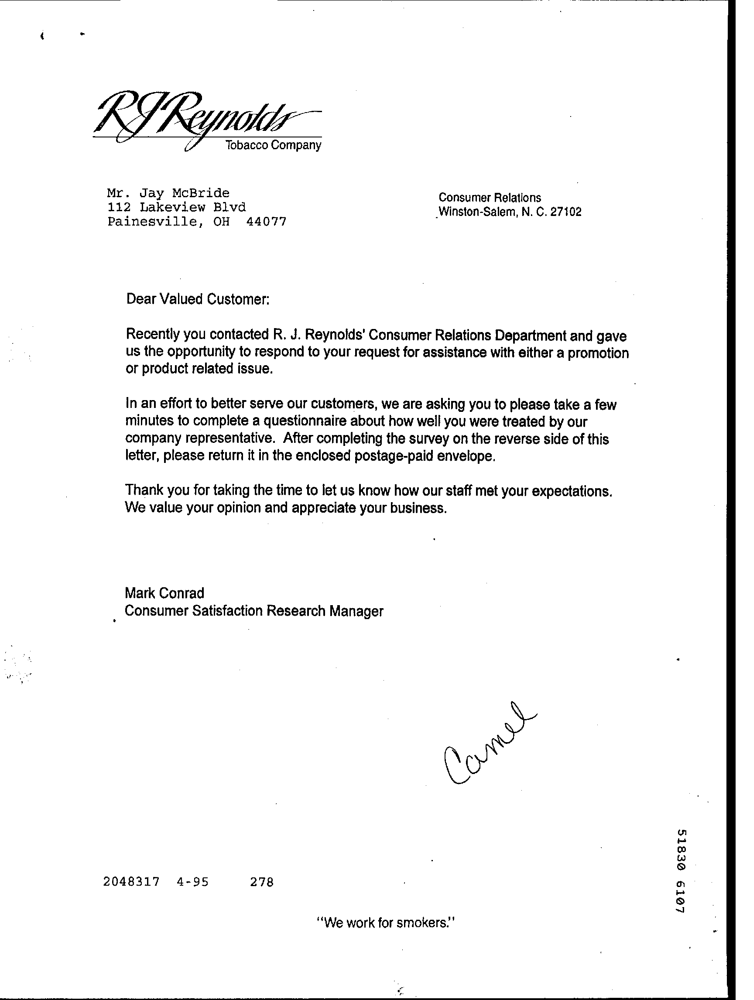 RJReynolds
Tobacco Company
Mr. Jay McBride
112 Lakeview Blvd
Painesville, OH 44077
Consumer Relations
Winston-Salem, N. C. 27102
Dear Valued Customer:
Recently you contacted R. J. Reynolds' Consumer Relations Department and gave
us the opportunity to respond to your request for assistance with either a promotion
or product related issue.
In an effort to better serve our customers, we are asking you to please take a few
minutes to complete a questionnaire about how well you were treated by our
company representative. After completing the survey on the reverse side of this
letter, please return it in the enclosed postage-paid envelope.
Thank you for taking the time to let us know how our staff met your expectations.
We value your opinion and appreciate your business.
Mark Conrad
Consumer Satisfaction Research Manager
Camel
2048317 4-95 278
"We work for smokers."
51830 6107